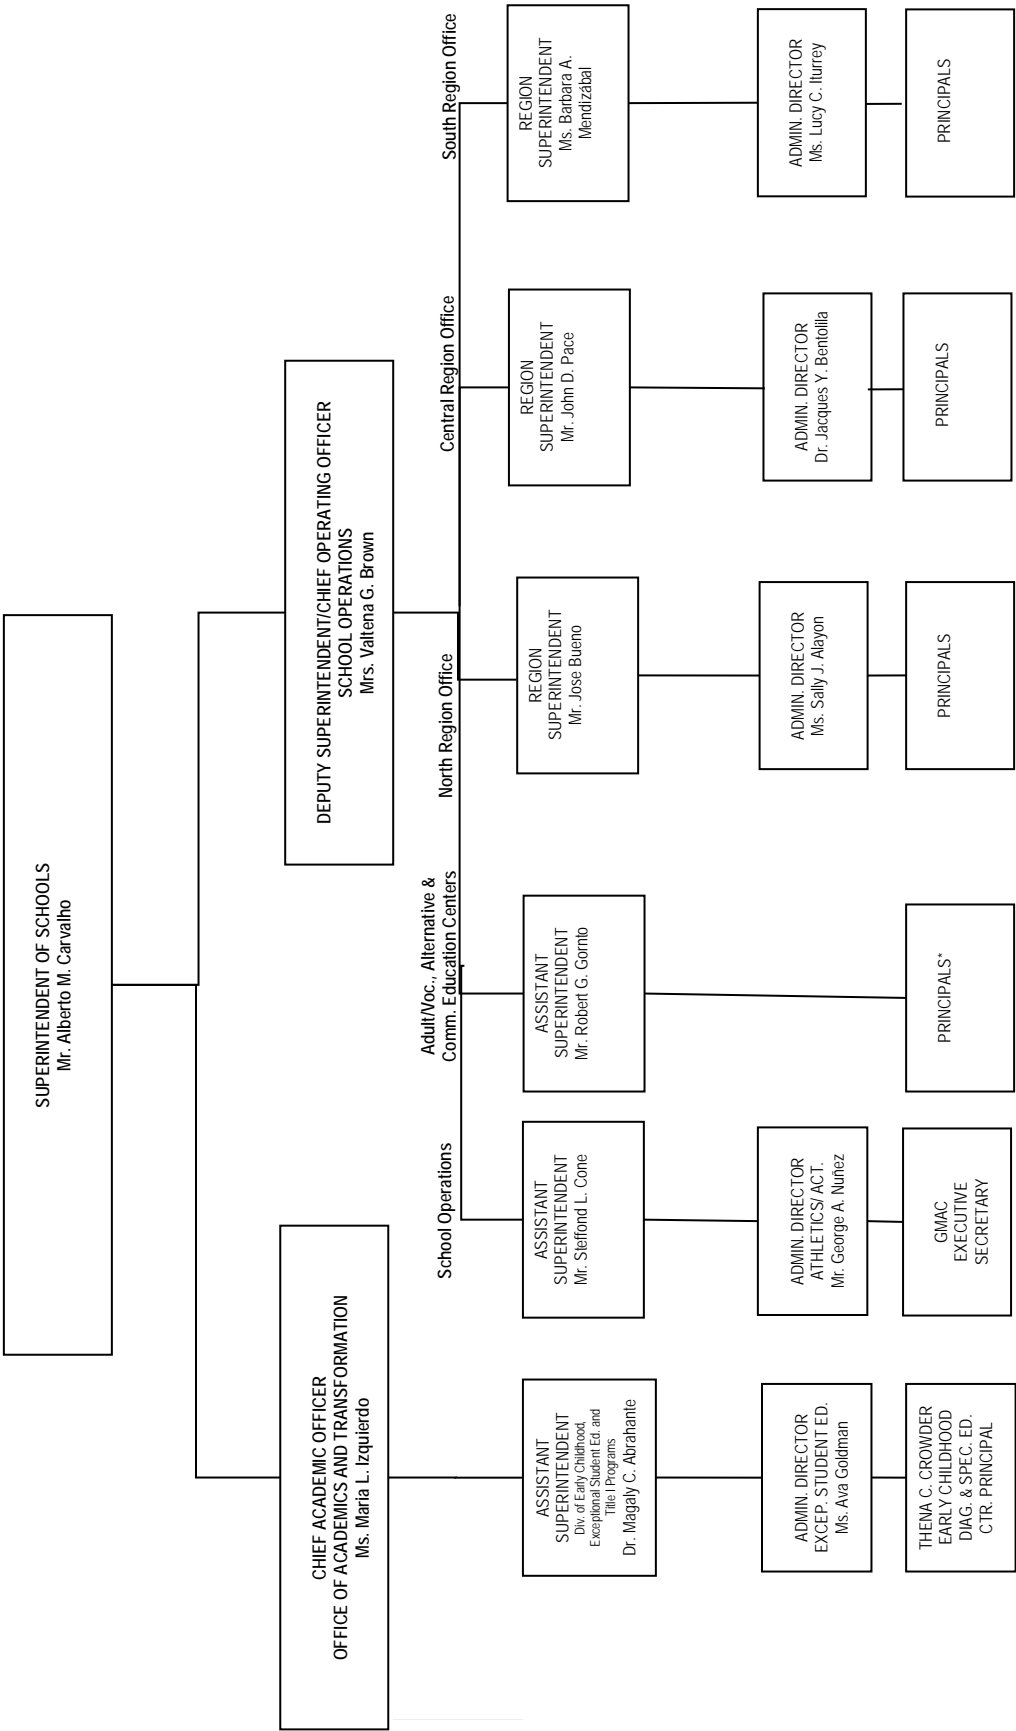 SUPERINTENDENT OF SCHOOLS
Mr. Alberto M. Carvalho
CHIEF ACADEMIC OFFICER
OFFICE OF ACADEMICS AND TRANSFORMATION
Ms. Maria L. Izquierdo
DEPUTY SUPERINTENDENT/CHIEF OPERATING OFFICER
SCHOOL OPERATIONS
Mrs. Valtena G. Brown
School Operations
Adult/Voc., Alternative &
Comm. Education Centers
North Region Office
Central Region Office
South Region Office
ASSISTANT
SUPERINTENDENT
Div. of Early Childhood,
Exceptional Student Ed. and
Title I Programs
Dr. Magaly C. Abrahante
ASSISTANT
SUPERINTENDENT
Mr. Steffond L. Cone
ASSISTANT
SUPERINTENDENT
Mr. Robert G. Gornto
REGION
SUPERINTENDENT
Mr. Jose Bueno
REGION
SUPERINTENDENT
Mr. John D. Pace
REGION
SUPERINTENDENT
Ms. Barbara A.
Mendizábal
ADMIN. DIRECTOR
EXCEP. STUDENT ED.
Ms. Ava Goldman
ADMIN. DIRECTOR
ATHLETICS/ ACT.
Mr. George A. Nuñez
ADMIN. DIRECTOR
Ms. Sally J. Alayon
ADMIN. DIRECTOR
Dr. Jacques Y. Bentolila
ADMIN. DIRECTOR
Ms. Lucy C. Iturrey
THENA C. CROWDER
EARLY CHILDHOOD
DIAG. & SPEC. ED.
CTR. PRINCIPAL
GMAC
EXECUTIVE
SECRETARY
PRINCIPALS*
PRINCIPALS
PRINCIPALS
PRINCIPALS